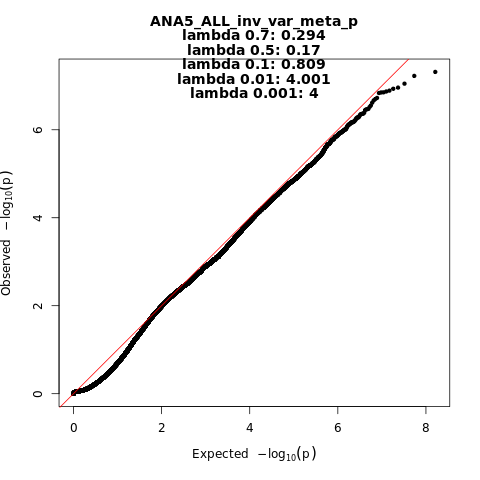 ANA5_ALL_inv_var_meta_p
lambda 0.7: 0.294
lambda 0.5: 0.17
lambda 0.1: 0.809
lambda 0.01: 4.001
lambda 0.001: 4
Observed −log10(p)
6
4
2
0
0 2 4 6 8
Expected −log10(p)